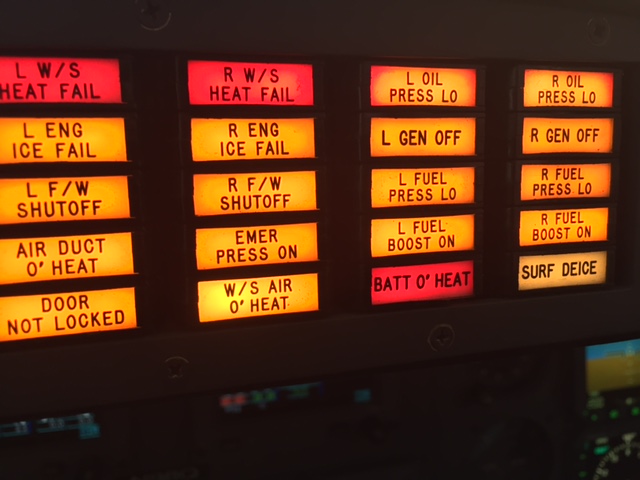 L W/S
HEAT FAIL
R W/S
HEAT FAIL
L OIL
PRESS LO
R OIL
PRESS LO
L ENG
ICE FAIL
R ENG
ICE FAIL
L GEN OFF
R GEN OFF
L F/W
SHUTOFF
R F/W
SHUTOFF
L FUEL
PRESS LO
R FUEL
PRESS LO
AIR DUCT
O' HEAT
EMER
PRESS ON
L FUEL
BOOST ON
R FUEL
BOOST ON
DOOR
NOT LOCKED
W/S AIR
O' HEAT
BATT O' HEAT
SURF DEICE